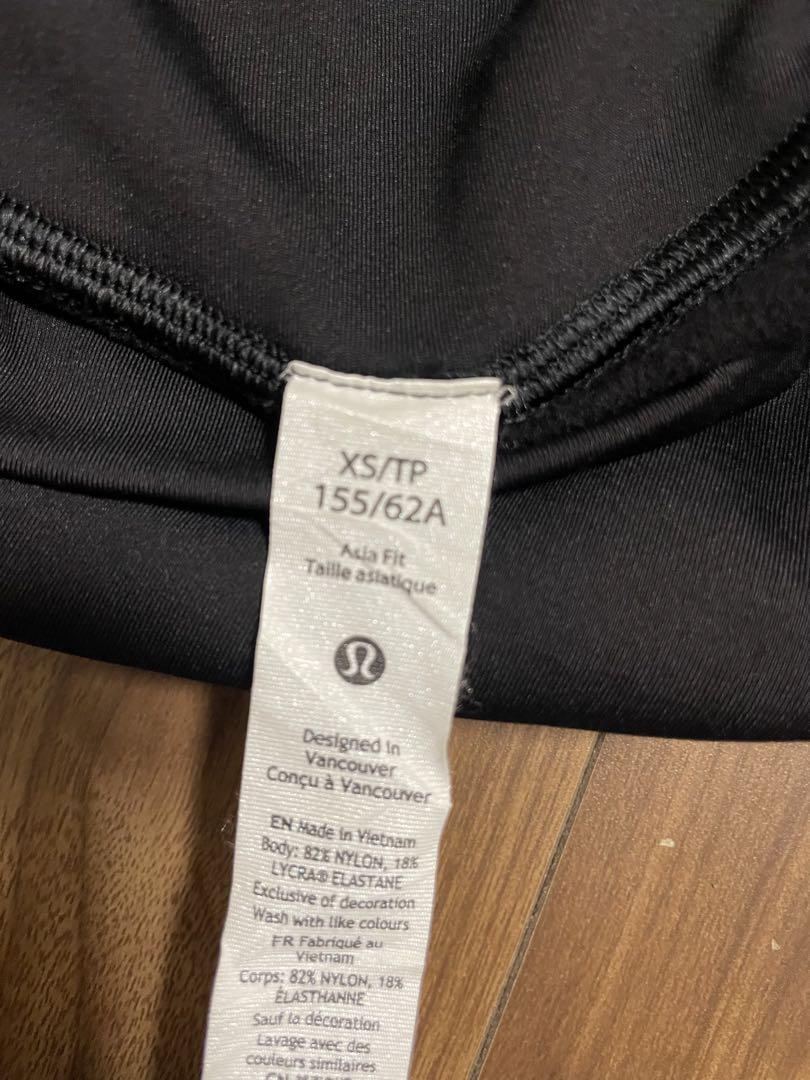 XS/TP
155/62A
Asia Fit
Taille asiatique
Designed in
Vancouver
Conçu à Vancouver
EN Made in Vietnam
Body: 82% NYLON, 18%
LYCRA® ELASTANE
Exclusive of decoration
Wash with like colours
FR Fabriqué au
Vietnam
Corps: 82% NYLON, 18%
ÉLASTHANNE
Sauf la décoration
Lavage avec des
couleurs similaires